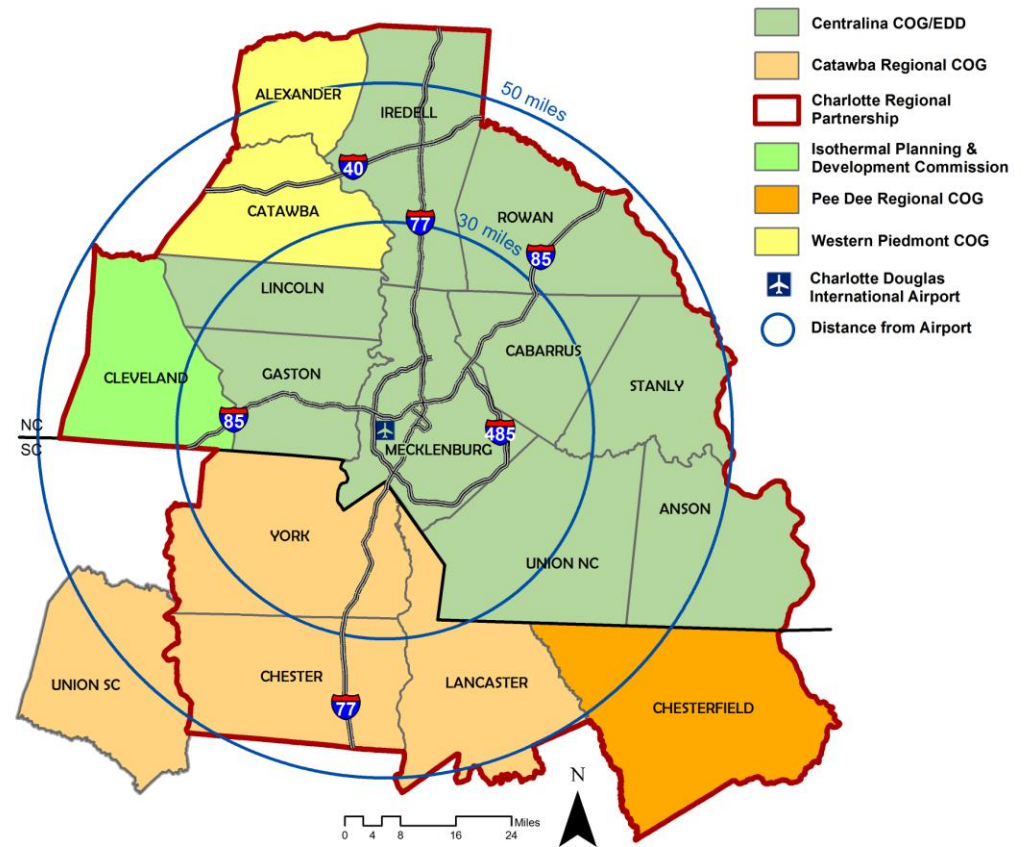 Centralina COG/EDD
Catawba Regional COG
Charlotte Regional
Partnership
Isothermal Planning &
Development Commission
Pee Dee Regional COG
Western Piedmont COG
Charlotte Douglas
International Airport
Distance from Airport
50 miles
ALEXANDER
IREDELL
40
CATAWBA
77
30 miles
ROWAN
85
LINCOLN
CABARRUS
CLEVELAND
GASTON
STANLY
85
485
NC
SC
MECKLENBURG
ANSON
YORK
UNION NC
UNION SC
CHESTER
LANCASTER
77
CHESTERFIELD
N
Miles
0 4 8 16 24